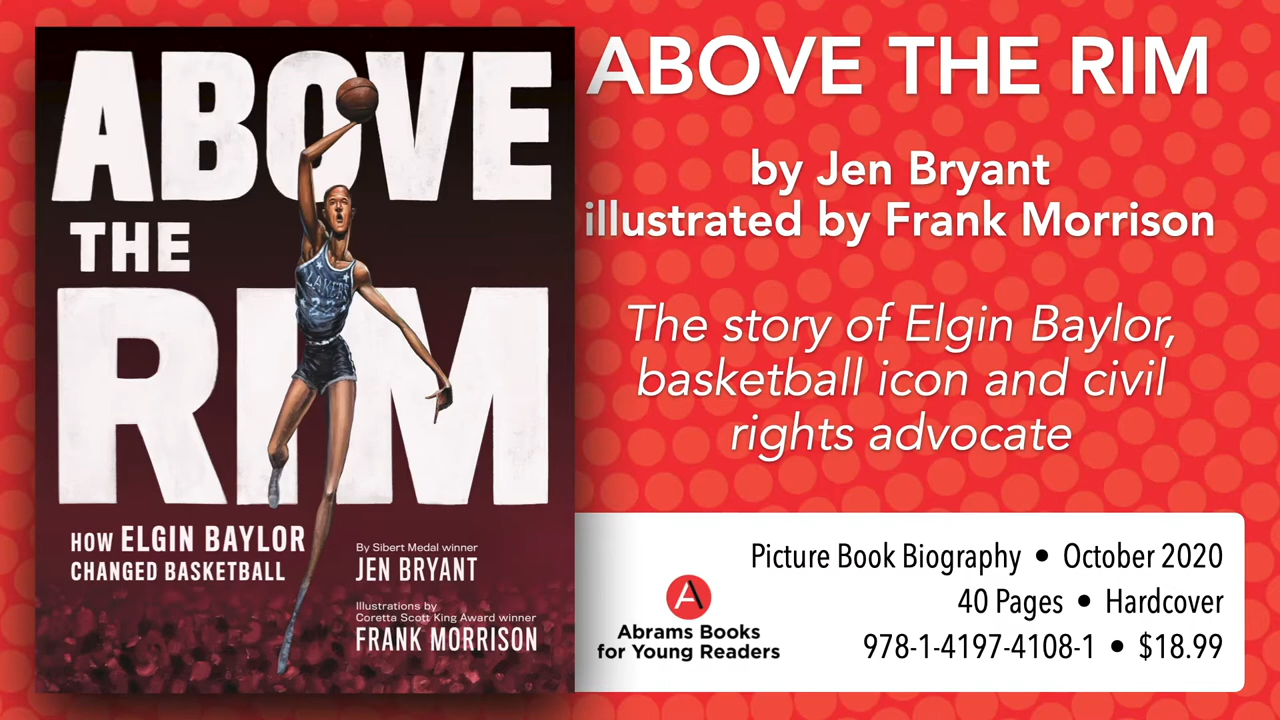 ABOVE
THE
RIM
HOW ELGIN BAYLOR
CHANGED BASKETBALL
By Sibert Medal winner
JEN BRYANT
Illustrations by
Coretta Scott King Award winner
FRANK MORRISON
LAKERS
ABOVE THE RIM
by Jen Bryant
illustrated by Frank Morrison
The story of Elgin Baylor,
basketball icon and civil
rights advocate
A
Abrams Books
for Young Readers
Picture Book Biography • October 2020
40 Pages • Hardcover
978-1-4197-4108-1 • $18.99